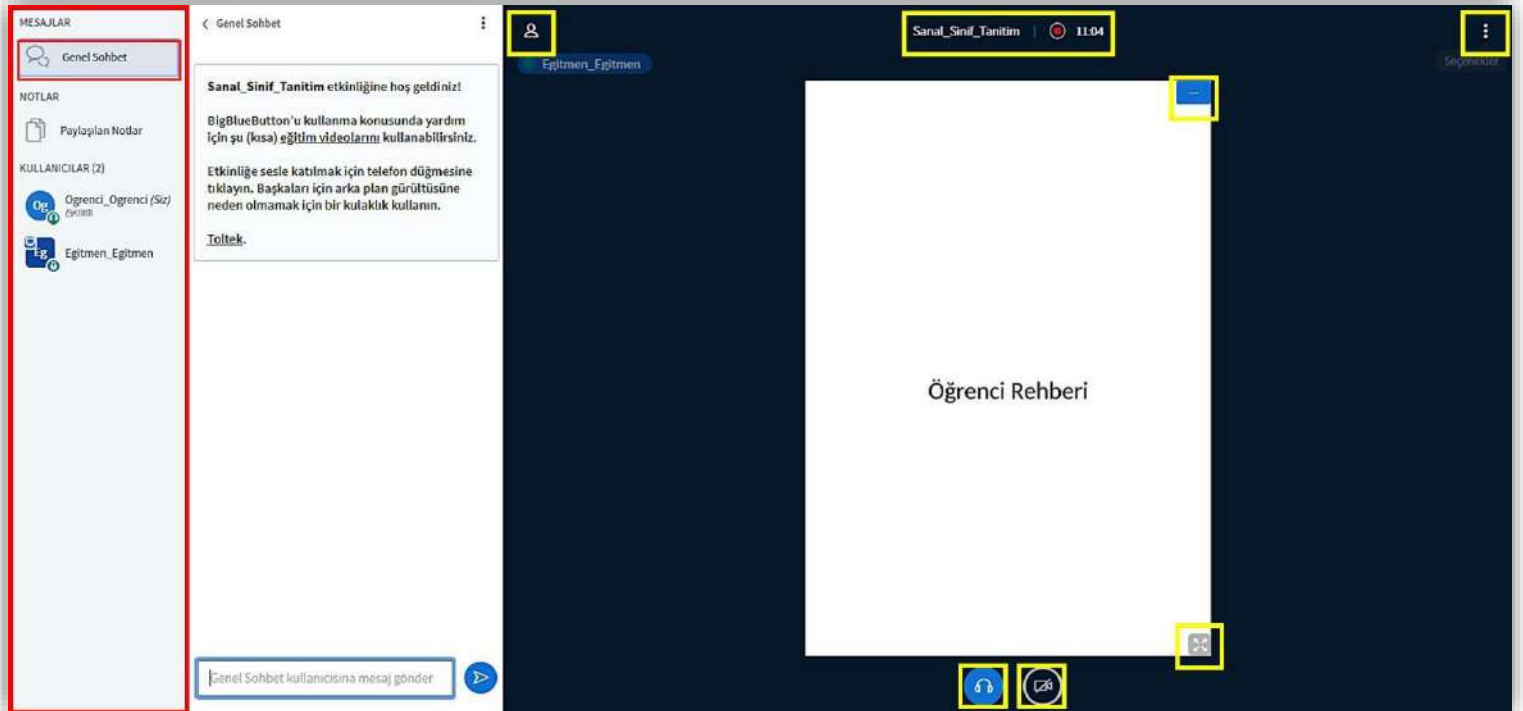 MESAJLAR
Genel Sohbet
NOTLAR
Paylaşılan Notlar
KULLANICILAR (2)
Og
Ogrenci_Ogrenci (Siz)
Eg
Egitmen_Egitmen
Genel Sohbet
Sanal_Sinif_Tanitim etkinliğine hoş geldiniz!
BigBlueButton'u kullanma konusunda yardım
için şu (kısa) eğitim videolarını kullanabilirsiniz.
Etkinliğe sesle katılmak için telefon düğmesine
tıklayın. Başkaları için arka plan gürültüsüne
neden olmamak için bir kulaklık kullanın.
Toltek.
Genel Sohbet kullanıcısına mesaj gönder
Sanal_Sinif_Tanitim | 11:04
Egitmen_Egitmen
Seçenekler
Öğrenci Rehberi